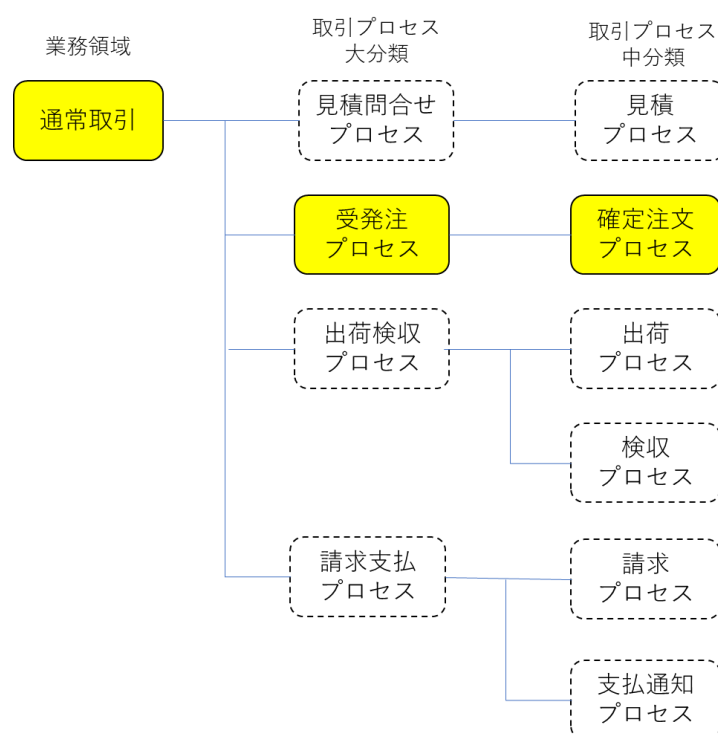 業務領域
取引プロセス
大分類
取引プロセス
中分類
通常取引
見積問合せ
プロセス
見積
プロセス
受発注
プロセス
確定注文
プロセス
出荷検収
プロセス
出荷
プロセス
検収
プロセス
請求支払
プロセス
請求
プロセス
支払通知
プロセス